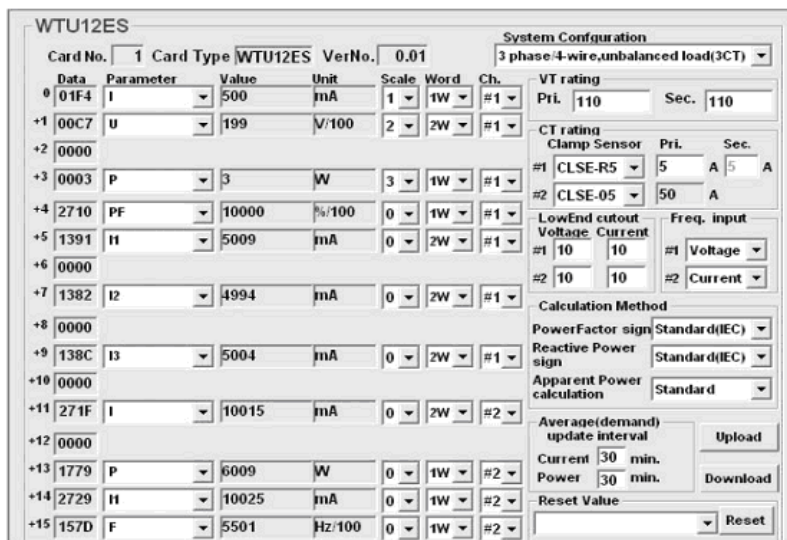 WTU12ES
Card No. 1 Card Type WTU12ES VerNo. 0.01
System Confguration
3 phase/4-wire,unbalanced load(3CT)
Data Parameter Value Unit Scale Word Ch.
0 01F4 I 500 mA 1 1W #1
+1 00C7 U 199 V/100 2 2W #1
+2 0000
+3 0003 P 3 W 3 1W #1
+4 2710 PF 10000 %/100 0 1W #1
+5 1391 I1 5009 mA 0 2W #1
+6 0000
+7 1382 I2 4994 mA 0 2W #1
+8 0000
+9 138C I3 5004 mA 0 2W #1
+10 0000
+11 271F I 10015 mA 0 2W #2
+12 0000
+13 1779 P 6009 W 0 1W #2
+14 2729 I1 10025 mA 0 1W #2
+15 157D F 5501 Hz/100 0 1W #2
VT rating
Pri. 110 Sec. 110
CT rating
Clamp Sensor Pri. Sec.
#1 CLSE-R5 5 A 5 A
#2 CLSE-05 50 A
LowEnd cutout
Voltage Current
#1 10 10
#2 10 10
Freq. input
#1 Voltage
#2 Current
Calculation Method
PowerFactor sign Standard(IEC)
Reactive Power
sign Standard(IEC)
Apparent Power
calculation Standard
Average(demand)
update interval
Current 30 min.
Power 30 min.
Upload
Download
Reset Value
Reset